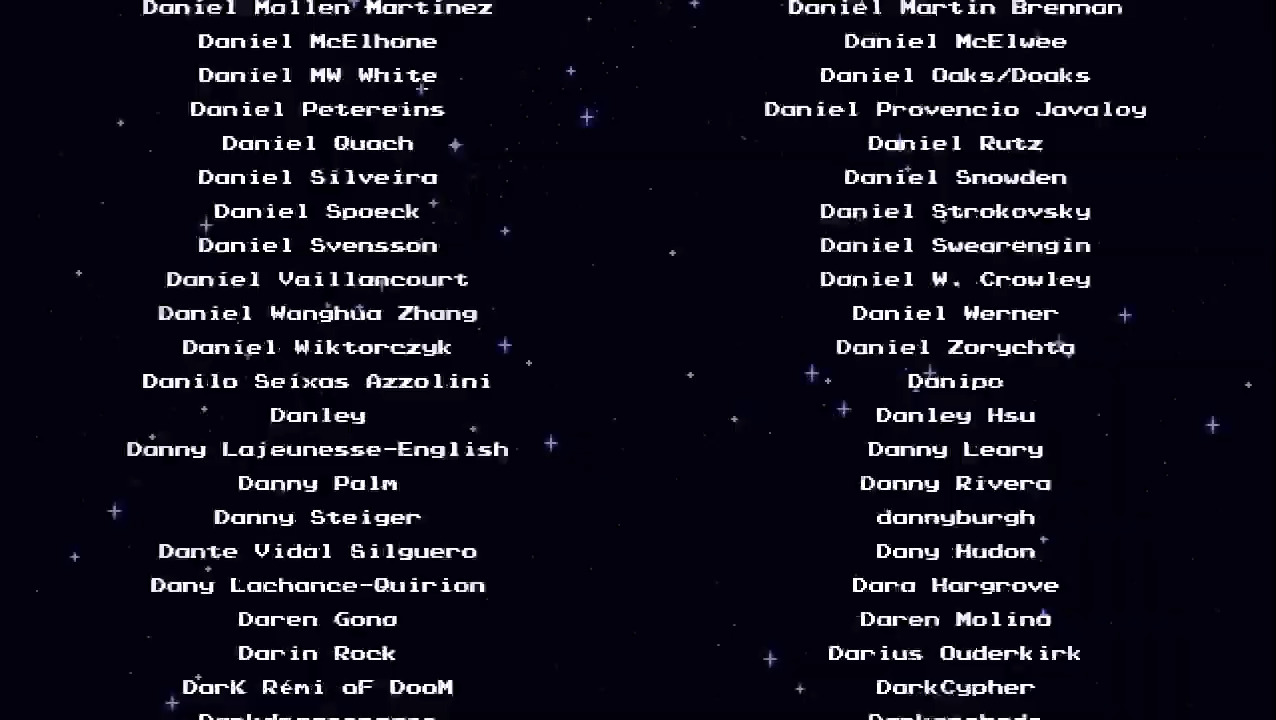 Daniel Mallen Martínez
Daniel Martin Brennan
Daniel McElhone
Daniel McElwee
Daniel MW White
Daniel Oaks/Doaks
Daniel Petereins
Daniel Provencio Javaloy
Daniel Quach
Daniel Rutz
Daniel Silveira
Daniel Snowden
Daniel Spaeck
Daniel Strokovsky
Daniel Svensson
Daniel Swearengin
Daniel Vaillancourt
Daniel W. Crowley
Daniel Wanghua Zhang
Daniel Werner
Daniel Wiktorczyk
Daniel Zorychta
Danilo Seixas Azzolini
Danipo
Danley
Danley Hsu
Danny Lajeunesse-English
Danny Leary
Danny Palm
Danny Rivera
Danny Steiger
dannyburgh
Dante Vidal Silguero
Dany Hudon
Dany Lachance-Quirion
Dara Hargrove
Daren Gona
Daren Molina
Darin Rock
Darius Ouderkirk
DarK Rémi oF DooM
DarkCypher